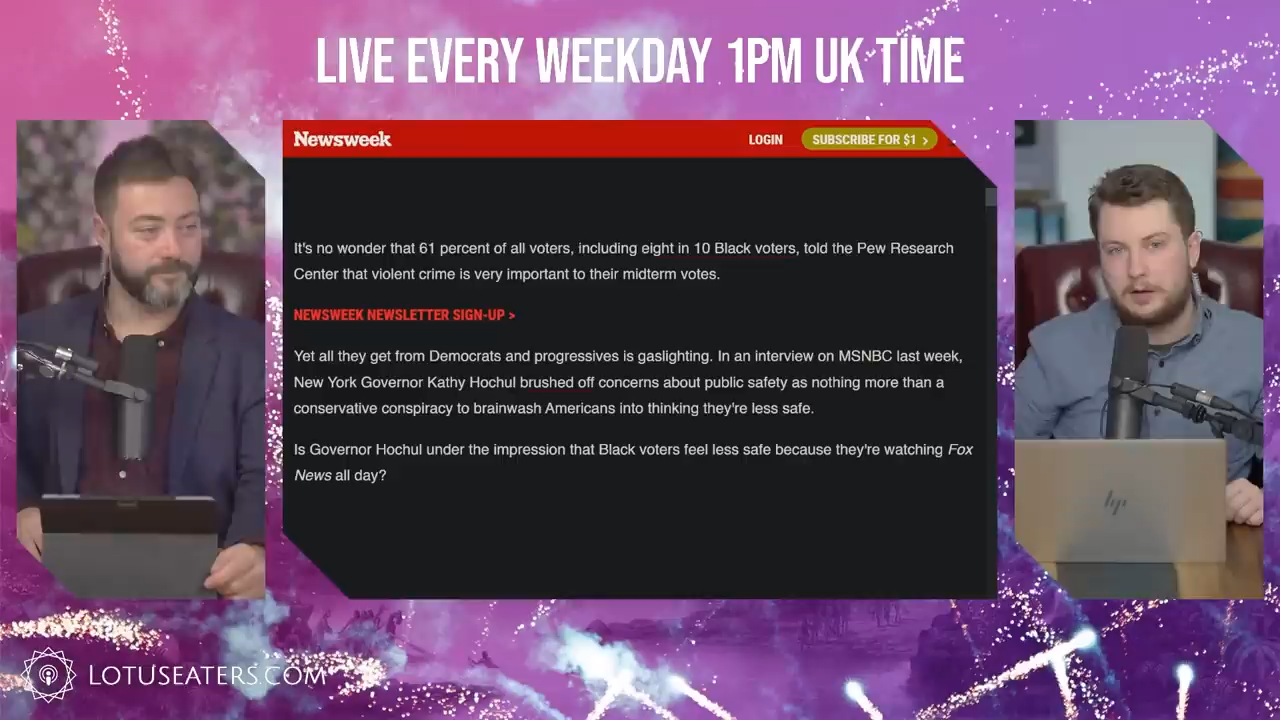 LIVE EVERY WEEKDAY 1PM UK TIME
Newsweek
LOGIN
SUBSCRIBE FOR $1 >
It's no wonder that 61 percent of all voters, including eight in 10 Black voters, told the Pew Research
Center that violent crime is very important to their midterm votes.
NEWSWEEK NEWSLETTER SIGN-UP >
Yet all they get from Democrats and progressives is gaslighting. In an interview on MSNBC last week,
New York Governor Kathy Hochul brushed off concerns about public safety as nothing more than a
conservative conspiracy to brainwash Americans into thinking they're less safe.
Is Governor Hochul under the impression that Black voters feel less safe because they're watching Fox
News all day?
hp
LOTUSEATERS.COM